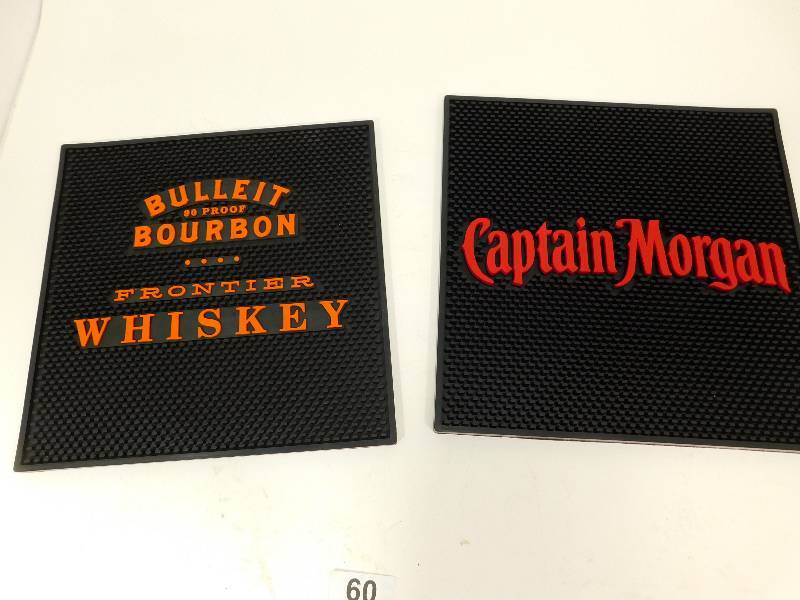 BULLEIT
90 PROOF
BOURBON
FRONTIER
WHISKEY
Captain Morgan
60